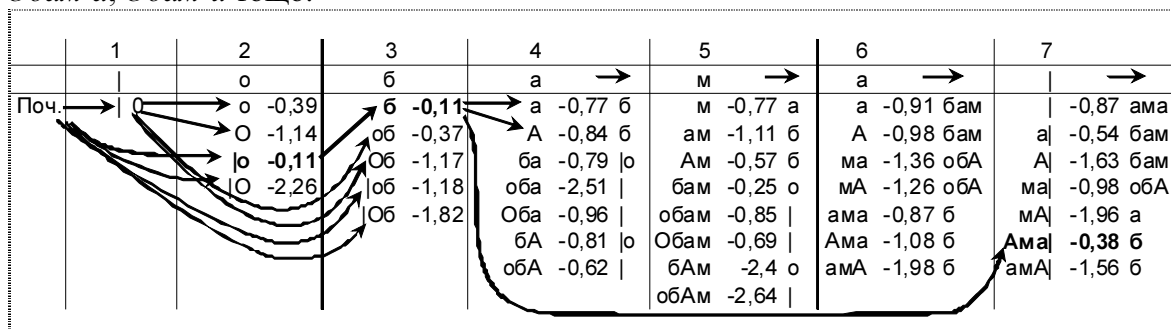 1 2 3 4 5 6 7
| о б а м а |
Поч. | 0 о -0,39 б -0,11 а -0,77 б м -0,77 а а -0,91 бам | -0,87 ама
О -1,14 об -0,37 А -0,84 б ам -1,11 б А -0,98 бам а| -0,54 бам
|о -0,11 Об -1,17 ба -0,79 |о Ам -0,57 б ма -1,36 обА А| -1,63 бам
|О -2,26 |об -1,18 оба -2,51 | бам -0,25 о мА -1,26 обА ма| -0,98 обА
|Об -1,82 Оба -0,96 | обам -0,85 | ама -0,87 б мА| -1,96 а
бА -0,81 |о Обам -0,69 | Ама -1,08 б Ама| -0,38 б
обА -0,62 | бАм -2,4 о амА -1,98 б амА| -1,56 б
обАм -2,64 |